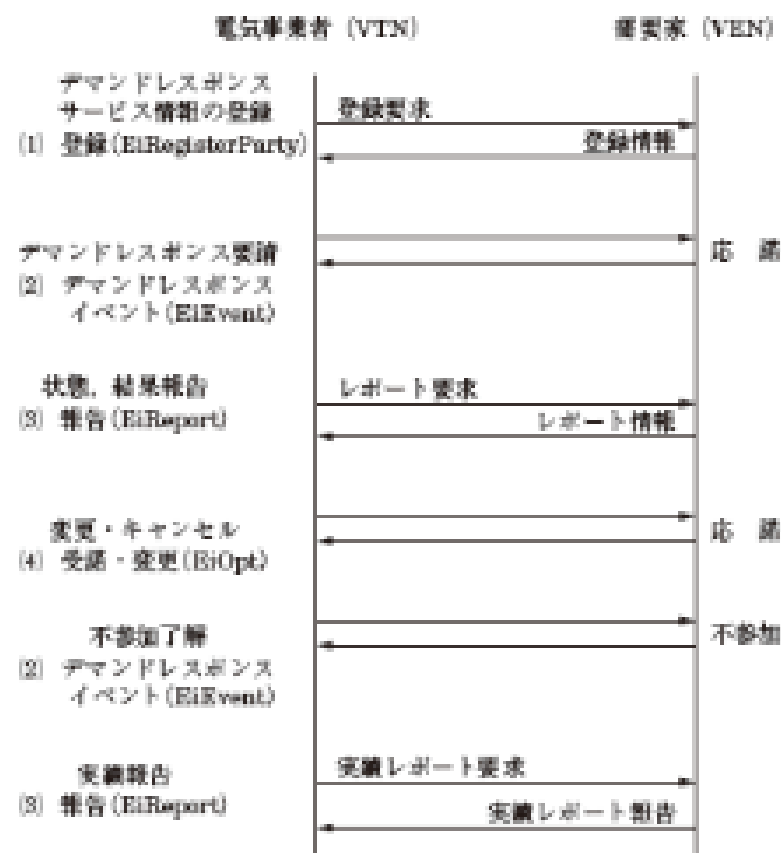 電気事業者 (VTN)
需要家 (VEN)
デマンドレスポンス
サービス情報の登録
(1) 登録(EiRegisterParty)
登録要求
登録情報
デマンドレスポンス要請
(2) デマンドレスポンス
イベント(EiEvent)
応 諾
状態, 結果報告
(3) 報告(EiReport)
レポート要求
レポート情報
変更・キャンセル
(4) 受諾・変更(EiOpt)
応 諾
不参加了解
(2) デマンドレスポンス
イベント(EiEvent)
不参加
実績報告
(3) 報告(EiReport)
実績レポート要求
実績レポート報告